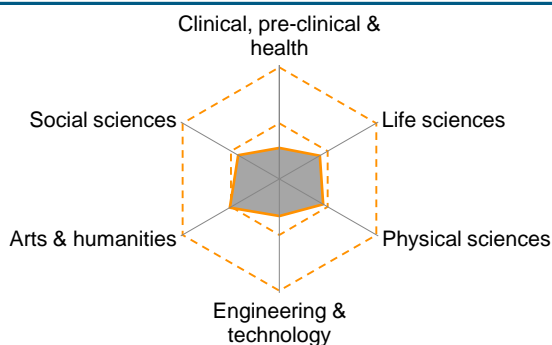 Clinical, pre-clinical &
health
Social sciences
Life sciences
Arts & humanities
Physical sciences
Engineering &
technology